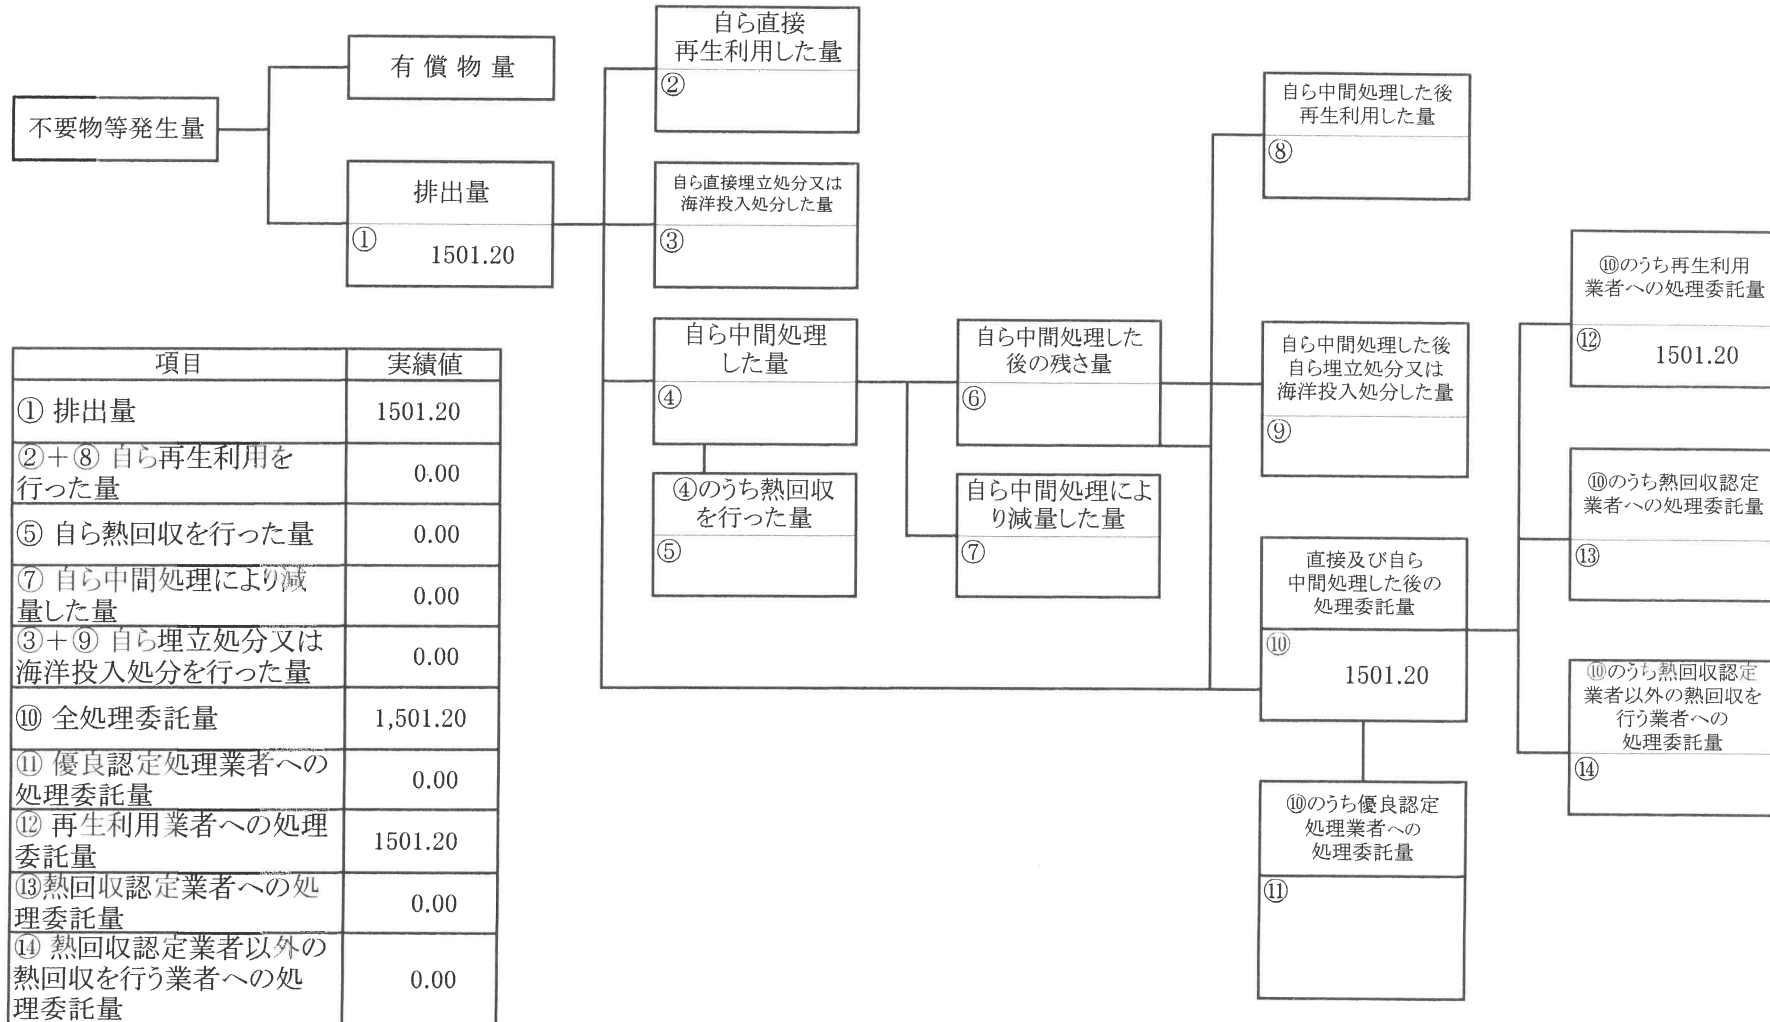 不要物等発生量
有償物量
排出量
①
1501.20
自ら直接
再生利用した量
②
自ら直接埋立処分又は
海洋投入処分した量
③
自ら中間処理
した量
④
④のうち熱回収
を行った量
⑤
自ら中間処理した
後の残さ量
⑥
自ら中間処理によ
り減量した量
⑦
自ら中間処理した後
再生利用した量
⑧
自ら中間処理した後
自ら埋立処分又は
海洋投入処分した量
⑨
直接及び自ら
中間処理した後の
処理委託量
⑩
1501.20
⑩のうち優良認定
処理業者への
処理委託量
⑪
⑩のうち再生利用
業者への処理委託量
⑫
1501.20
⑩のうち熱回収認定
業者への処理委託量
⑬
⑩のうち熱回収認定
業者以外の熱回収を
行う業者への
処理委託量
⑭
項目 実績値
① 排出量 1501.20
②+⑧ 自ら再生利用を
行った量 0.00
⑤ 自ら熱回収を行った量 0.00
⑦ 自ら中間処理により減
量した量 0.00
③+⑨ 自ら埋立処分又は
海洋投入処分を行った量 0.00
⑩ 全処理委託量 1,501.20
⑪ 優良認定処理業者への
処理委託量 0.00
⑫ 再生利用業者への処理
委託量 1501.20
⑬熱回収認定業者への処
理委託量 0.00
⑭ 熱回収認定業者以外の
熱回収を行う業者への処
理委託量 0.00